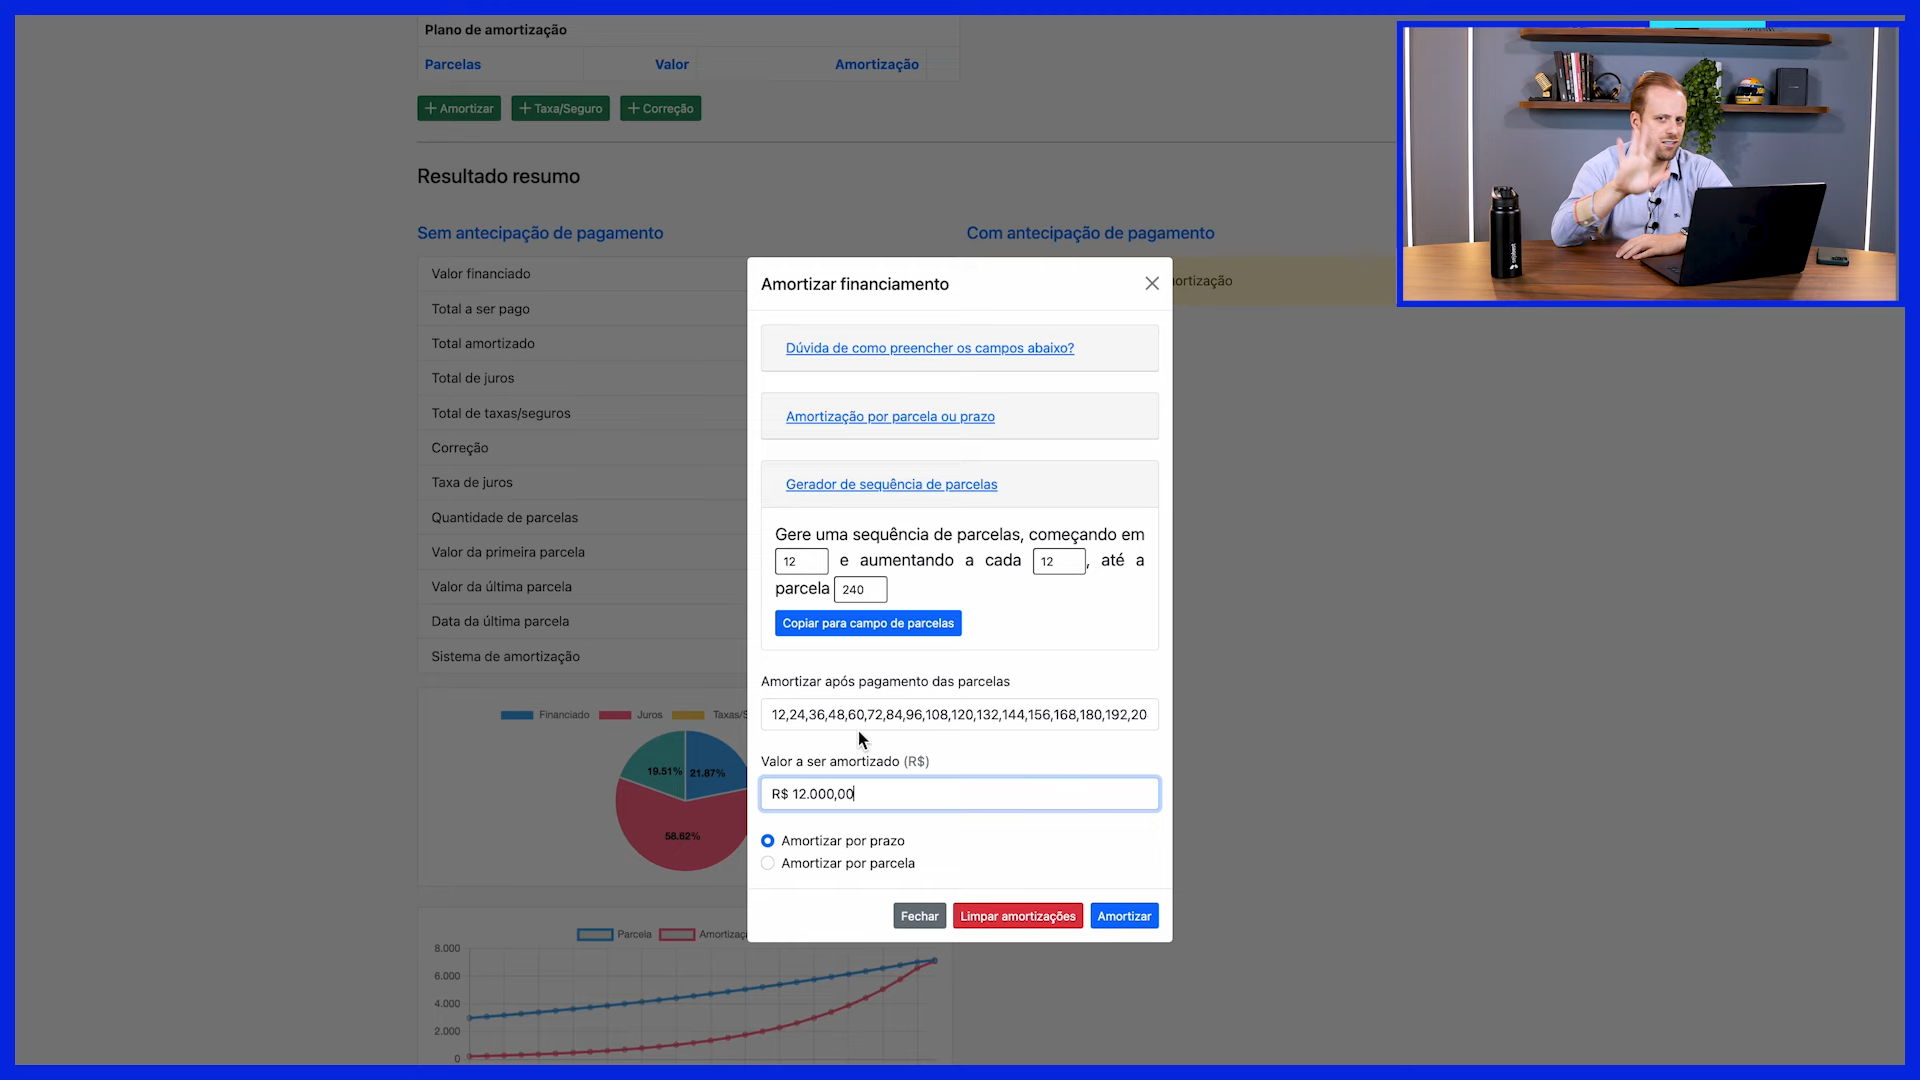 Plano de amortização
Parcelas Valor Amortização
+ Amortizar + Taxa/Seguro + Correção
Resultado resumo
Sem antecipação de pagamento
Com antecipação de pagamento
Valor financiado
Total a ser pago
Total amortizado
Total de juros
Total de taxas/seguros
Correção
Taxa de juros
Quantidade de parcelas
Valor da primeira parcela
Valor da última parcela
Data da última parcela
Sistema de amortização
Financiado Juros
19.51% 21.87%
58.62%
Parcela
8.000
6.000
4.000
2.000
0
Amortizar financiamento
Dúvida de como preencher os campos abaixo?
Amortização por parcela ou prazo
Gerador de sequência de parcelas
Gere uma sequência de parcelas, começando em
12 e aumentando a cada 12, até a
parcela 240
Copiar para campo de parcelas
Amortizar após pagamento das parcelas
12,24,36,48,60,72,84,96,108,120,132,144,156,168,180,192,20
Valor a ser amortizado (R$)
R$ 12.000,00
Amortizar por prazo
Amortizar por parcela
Fechar Limpar amortizações Amortizar